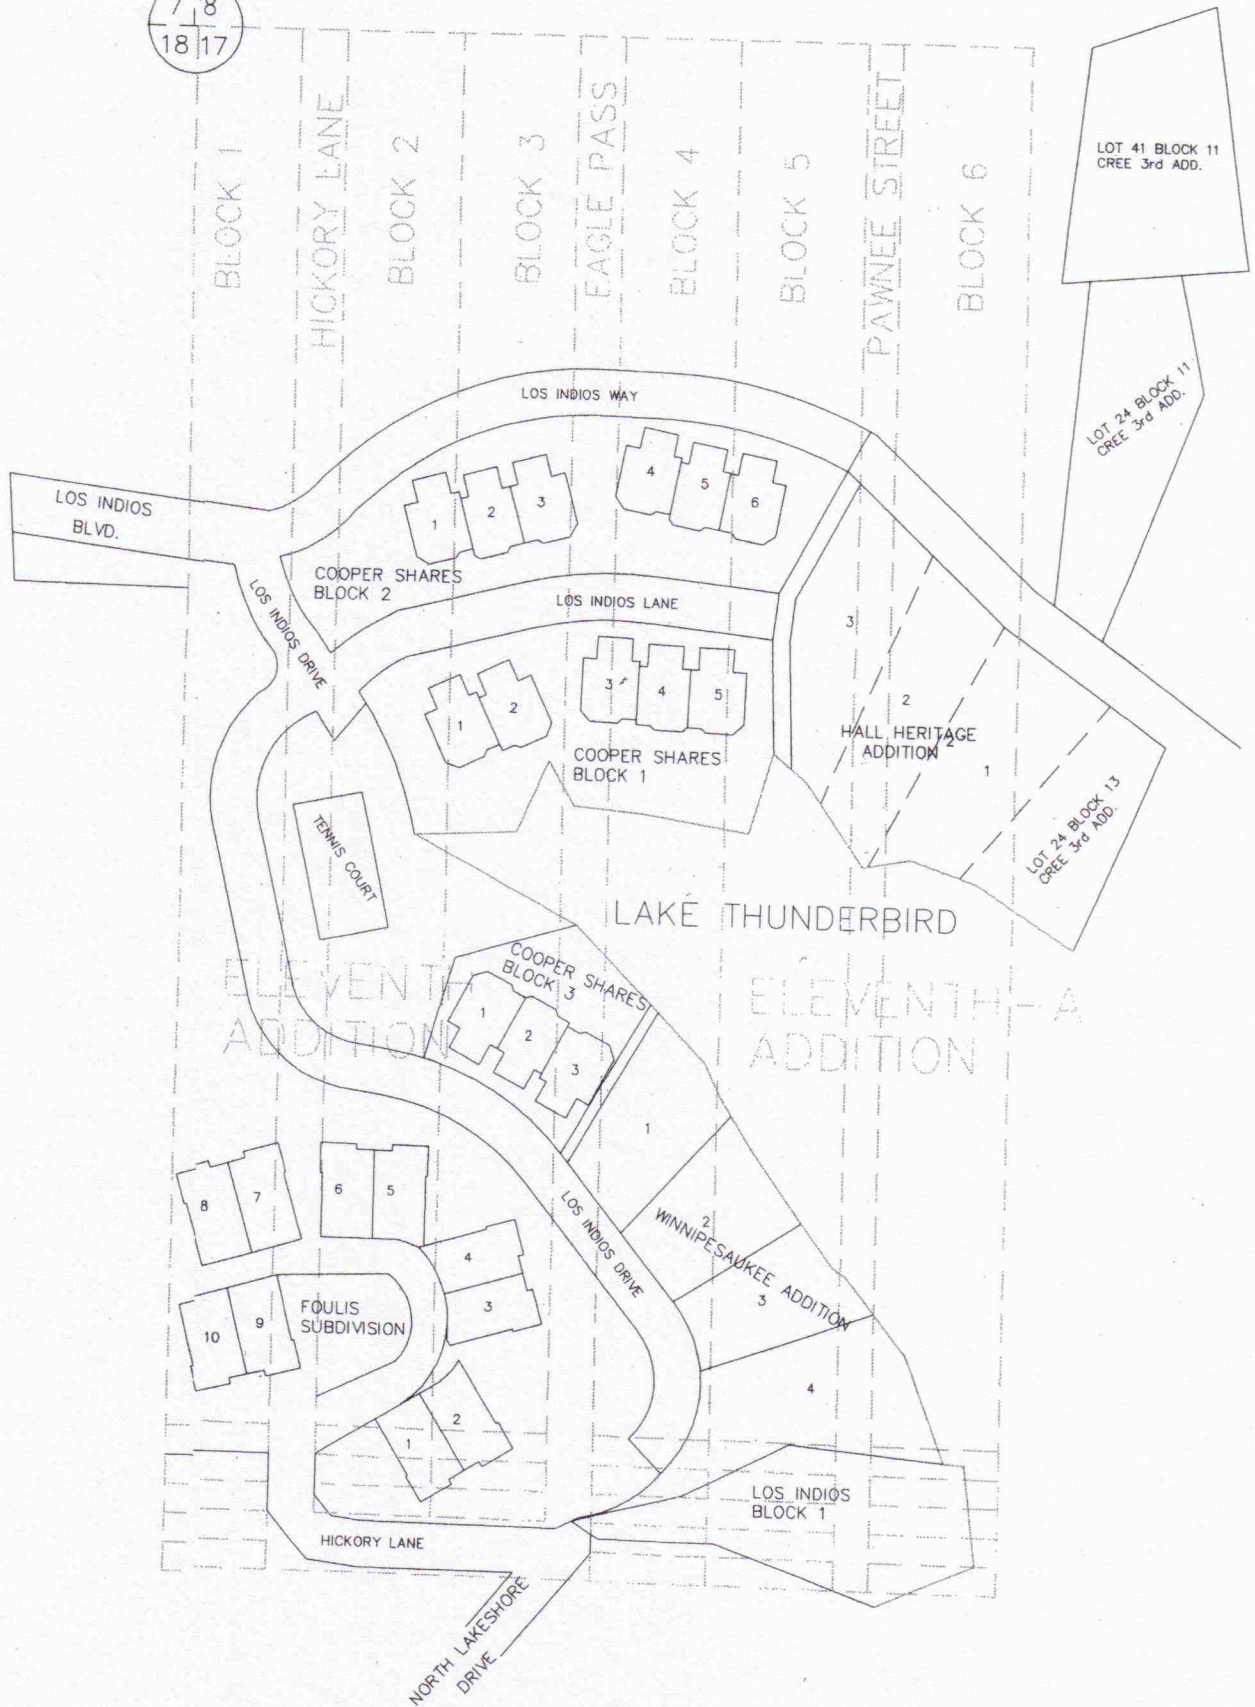 7 8
18 17
BLOCK 1
HICKORY LANE
BLOCK 2
BLOCK 3
EAGLE PASS
BLOCK 4
BLOCK 5
PAWNEE STREET
BLOCK 6
LOT 41 BLOCK 11
CREE 3rd ADD.
LOT 24 BLOCK 11
CREE 3rd ADD.
LOS INDIOS WAY
LOS INDIOS
BLVD.
1
2
3
4
5
6
COOPER SHARES
BLOCK 2
LOS INDIOS DRIVE
LOS INDIOS LANE
1
2
3
4
5
COOPER SHARES
BLOCK 1
3
2
HALL HERITAGE
ADDITION 2
1
LOT 24 BLOCK 13
CREE 3rd ADD.
TENNIS COURT
LAKE THUNDERBIRD
ELEVENTH
ADDITION
ELEVENTH-A
ADDITION
COOPER SHARES
BLOCK 3
1
2
3
1
2
WINNIPESAUKEE ADDITION
3
4
LOS INDIOS DRIVE
8
7
6
5
4
3
10
9
FOULIS
SUBDIVISION
2
1
LOS INDIOS
BLOCK 1
HICKORY LANE
NORTH LAKESHORE
DRIVE